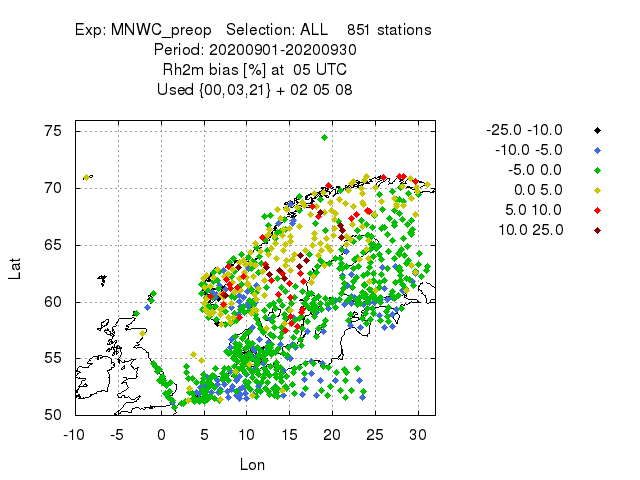 Exp: MNWC_preop Selection: ALL 851 stations
Period: 20200901-20200930
Rh2m bias [%] at 05 UTC
Used {00,03,21} + 02 05 08
-25.0 -10.0
-10.0 -5.0
-5.0 0.0
0.0 5.0
5.0 10.0
10.0 25.0
Lat
75
70
65
60
55
50
-10 -5 0 5 10 15 20 25 30
Lon